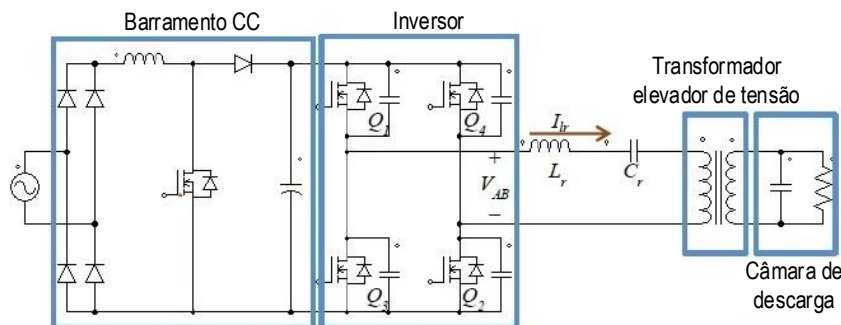 Barramento CC
Inversor
Transformador
elevador de tensão
Q1
Q4
Ilr
+
VAB
−
Lr
Cr
Q3
Q2
Câmara de
descarga